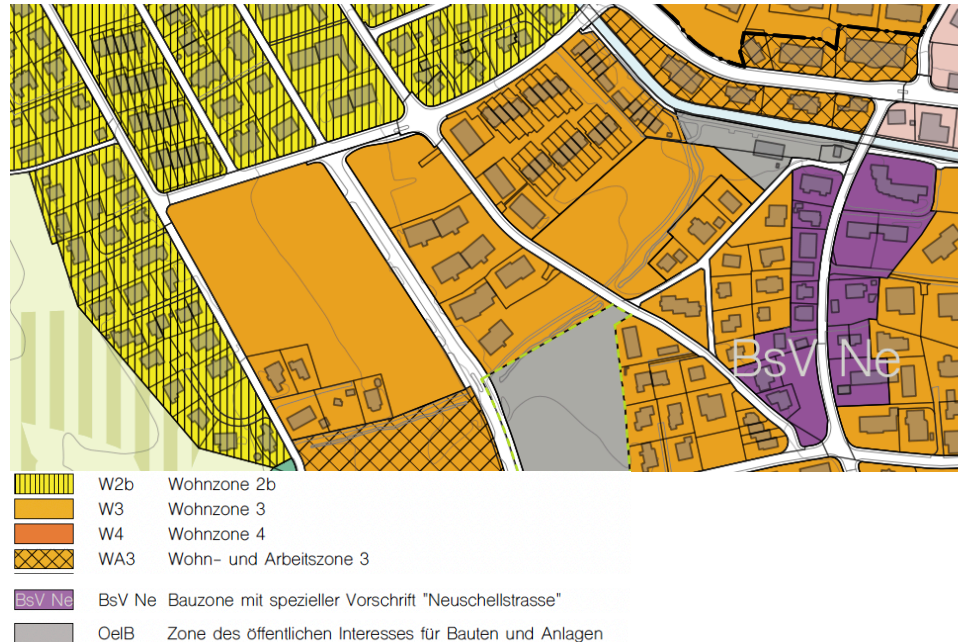 BsV Ne
W2b Wohnzone 2b
W3 Wohnzone 3
W4 Wohnzone 4
WA3 Wohn- und Arbeitszone 3
BsV Ne BsV Ne Bauzone mit spezieller Vorschrift "Neuschellstrasse"
OeIB Zone des öffentlichen Interesses für Bauten und Anlagen